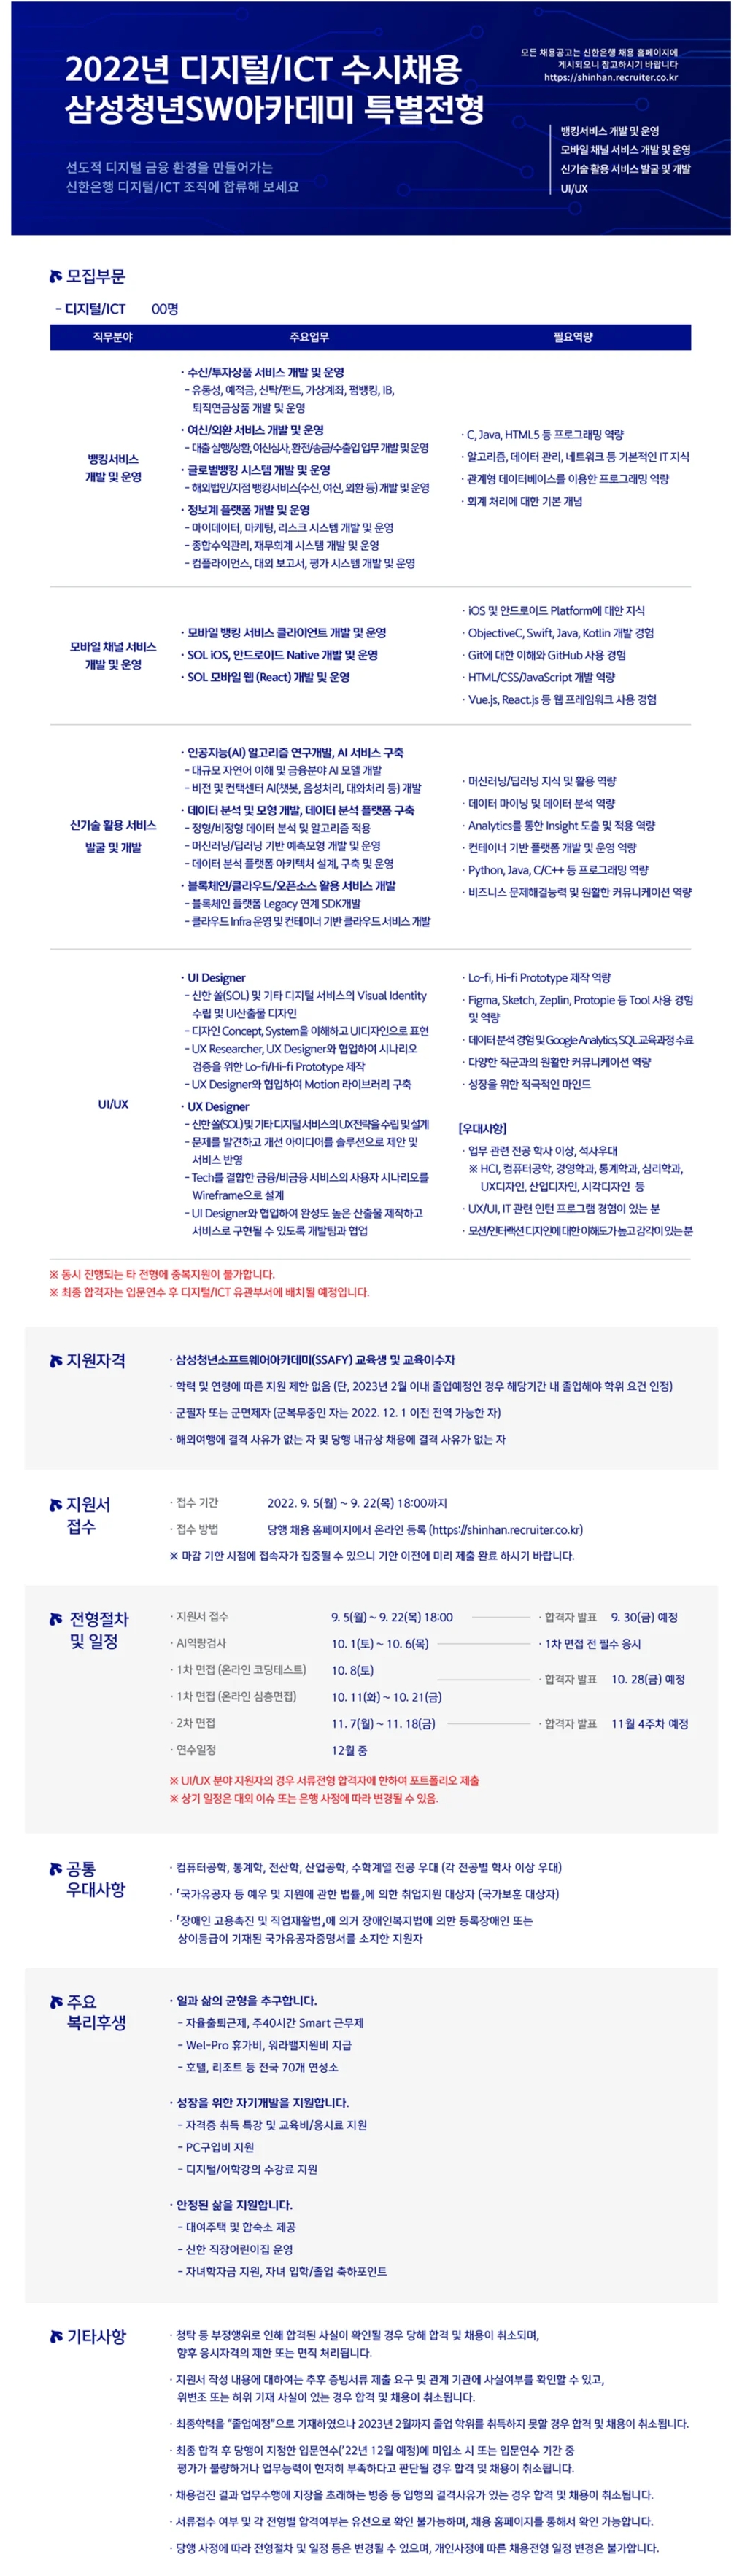 2022년 디지털/ICT 수시채용
삼성청년SW아카데미 특별전형
선도적 디지털 금융 환경을 만들어가는
신한은행 디지털/ICT 조직에 합류해 보세요
모든 채용공고는 신한은행 채용 홈페이지에
게시되오니 참고하시기 바랍니다
https://shinhan.recruiter.co.kr
뱅킹서비스 개발 및 운영
모바일 채널 서비스 개발 및 운영
신기술 활용 서비스 발굴 및 개발
UI/UX
모집부문
- 디지털/ICT 00명
직무분야 주요업무 필요역량
뱅킹서비스
개발 및 운영
· 수신/투자상품 서비스 개발 및 운영
- 유동성, 예적금, 신탁/펀드, 가상계좌, 펌뱅킹, IB,
퇴직연금상품 개발 및 운영
· 여신/외환 서비스 개발 및 운영
- 대출 실행/상환, 여신심사, 환전/송금/수출입 업무 개발 및 운영
· 글로벌뱅킹 시스템 개발 및 운영
- 해외법인/지점 뱅킹서비스(수신, 여신, 외환 등) 개발 및 운영
· 정보계 플랫폼 개발 및 운영
- 마이데이터, 마케팅, 리스크 시스템 개발 및 운영
- 종합수익관리, 재무회계 시스템 개발 및 운영
- 컴플라이언스, 대외 보고서, 평가 시스템 개발 및 운영
· C, Java, HTML5 등 프로그래밍 역량
· 알고리즘, 데이터 관리, 네트워크 등 기본적인 IT 지식
· 관계형 데이터베이스를 이용한 프로그래밍 역량
· 회계 처리에 대한 기본 개념
모바일 채널 서비스
개발 및 운영
· 모바일 뱅킹 서비스 클라이언트 개발 및 운영
· SOL iOS, 안드로이드 Native 개발 및 운영
· SOL 모바일 웹 (React) 개발 및 운영
· iOS 및 안드로이드 Platform에 대한 지식
· ObjectiveC, Swift, Java, Kotlin 개발 경험
· Git에 대한 이해와 GitHub 사용 경험
· HTML/CSS/JavaScript 개발 역량
· Vue.js, React.js 등 웹 프레임워크 사용 경험
신기술 활용 서비스
발굴 및 개발
· 인공지능(AI) 알고리즘 연구개발, AI 서비스 구축
- 대규모 자연어 이해 및 금융분야 AI 모델 개발
- 비전 및 컨택센터 AI(챗봇, 음성처리, 대화처리 등) 개발
· 데이터 분석 및 모형 개발, 데이터 분석 플랫폼 구축
- 정형/비정형 데이터 분석 및 알고리즘 적용
- 머신러닝/딥러닝 기반 예측모형 개발 및 운영
- 데이터 분석 플랫폼 아키텍처 설계, 구축 및 운영
· 블록체인/클라우드/오픈소스 활용 서비스 개발
- 블록체인 플랫폼 Legacy 연계 SDK개발
- 클라우드 Infra 운영 및 컨테이너 기반 클라우드 서비스 개발
· 머신러닝/딥러닝 지식 및 활용 역량
· 데이터 마이닝 및 데이터 분석 역량
· Analytics를 통한 Insight 도출 및 적용 역량
· 컨테이너 기반 플랫폼 개발 및 운영 역량
· Python, Java, C/C++ 등 프로그래밍 역량
· 비즈니스 문제해결능력 및 원활한 커뮤니케이션 역량
UI/UX
· UI Designer
- 신한 쏠(SOL) 및 기타 디지털 서비스의 Visual Identity
수립 및 UI산출물 디자인
- 디자인 Concept, System을 이해하고 UI디자인으로 표현
- UX Researcher, UX Designer와 협업하여 시나리오
검증을 위한 Lo-fi/Hi-fi Prototype 제작
- UX Designer와 협업하여 Motion 라이브러리 구축
· UX Designer
- 신한 쏠(SOL) 및 기타 디지털 서비스의 UX전략을 수립 및 설계
- 문제를 발견하고 개선 아이디어를 솔루션으로 제안 및
서비스 반영
- Tech를 결합한 금융/비금융 서비스의 사용자 시나리오를
Wireframe으로 설계
- UI Designer와 협업하여 완성도 높은 산출물 제작하고
서비스로 구현될 수 있도록 개발팀과 협업
· Lo-fi, Hi-fi Prototype 제작 역량
· Figma, Sketch, Zeplin, Protopie 등 Tool 사용 경험
및 역량
· 데이터 분석 경험 및 Google Analytics, SQL 교육과정 수료
· 다양한 직군과의 원활한 커뮤니케이션 역량
· 성장을 위한 적극적인 마인드
[우대사항]
· 업무 관련 전공 학사 이상, 석사우대
※ HCI, 컴퓨터공학, 경영학과, 통계학과, 심리학과,
UX디자인, 산업디자인, 시각디자인 등
· UX/UI, IT 관련 인턴 프로그램 경험이 있는 분
· 모션/인터랙션 디자인에 대한 이해도가 높고 감각이 있는 분
※ 동시 진행되는 타 전형에 중복지원이 불가합니다.
※ 최종 합격자는 입문연수 후 디지털/ICT 유관부서에 배치될 예정입니다.
지원자격
· 삼성청년소프트웨어아카데미(SSAFY) 교육생 및 교육이수자
· 학력 및 연령에 따른 지원 제한 없음 (단, 2023년 2월 이내 졸업예정인 경우 해당기간 내 졸업해야 학위 요건 인정)
· 군필자 또는 군면제자 (군복무중인 자는 2022. 12. 1 이전 전역 가능한 자)
· 해외여행에 결격 사유가 없는 자 및 당행 내규상 채용에 결격 사유가 없는 자
지원서
접수
· 접수 기간 2022. 9. 5(월) ~ 9. 22(목) 18:00까지
· 접수 방법 당행 채용 홈페이지에서 온라인 등록 (https://shinhan.recruiter.co.kr)
※ 마감 기한 시점에 접속자가 집중될 수 있으니 기한 이전에 미리 제출 완료 하시기 바랍니다.
전형절차
및 일정
· 지원서 접수 9. 5(월) ~ 9. 22(목) 18:00 · 합격자 발표 9. 30(금) 예정
· AI역량검사 10. 1(토) ~ 10. 6(목) · 1차 면접 전 필수 응시
· 1차 면접 (온라인 코딩테스트) 10. 8(토)
· 합격자 발표 10. 28(금) 예정
· 1차 면접 (온라인 심층면접) 10. 11(화) ~ 10. 21(금)
· 2차 면접 11. 7(월) ~ 11. 18(금) · 합격자 발표 11월 4주차 예정
· 연수일정 12월 중
※ UI/UX 분야 지원자의 경우 서류전형 합격자에 한하여 포트폴리오 제출
※ 상기 일정은 대외 이슈 또는 은행 사정에 따라 변경될 수 있음.
공통
우대사항
· 컴퓨터공학, 통계학, 전산학, 산업공학, 수학계열 전공 우대 (각 전공별 학사 이상 우대)
· 「국가유공자 등 예우 및 지원에 관한 법률」에 의한 취업지원 대상자 (국가보훈 대상자)
· 「장애인 고용촉진 및 직업재활법」에 의거 장애인복지법에 의한 등록장애인 또는
상이등급이 기재된 국가유공자증명서를 소지한 지원자
주요
복리후생
· 일과 삶의 균형을 추구합니다.
- 자율출퇴근제, 주40시간 Smart 근무제
- Wel-Pro 휴가비, 워라밸지원비 지급
- 호텔, 리조트 등 전국 70개 연성소
· 성장을 위한 자기개발을 지원합니다.
- 자격증 취득 특강 및 교육비/응시료 지원
- PC구입비 지원
- 디지털/어학강의 수강료 지원
· 안정된 삶을 지원합니다.
- 대여주택 및 합숙소 제공
- 신한 직장어린이집 운영
- 자녀학자금 지원, 자녀 입학/졸업 축하포인트
기타사항
· 청탁 등 부정행위로 인해 합격된 사실이 확인될 경우 당해 합격 및 채용이 취소되며,
향후 응시자격의 제한 또는 면직 처리됩니다.
· 지원서 작성 내용에 대하여는 추후 증빙서류 제출 요구 및 관계 기관에 사실여부를 확인할 수 있고,
위변조 또는 허위 기재 사실이 있는 경우 합격 및 채용이 취소됩니다.
· 최종학력을 "졸업예정"으로 기재하였으나 2023년 2월까지 졸업 학위를 취득하지 못할 경우 합격 및 채용이 취소됩니다.
· 최종 합격 후 당행이 지정한 입문연수('22년 12월 예정)에 미입소 시 또는 입문연수 기간 중
평가가 불량하거나 업무능력이 현저히 부족하다고 판단될 경우 합격 및 채용이 취소됩니다.
· 채용검진 결과 업무수행에 지장을 초래하는 병증 등 입행의 결격사유가 있는 경우 합격 및 채용이 취소됩니다.
· 서류접수 여부 및 각 전형별 합격여부는 유선으로 확인 불가능하며, 채용 홈페이지를 통해서 확인 가능합니다.
· 당행 사정에 따라 전형절차 및 일정 등은 변경될 수 있으며, 개인사정에 따른 채용전형 일정 변경은 불가합니다.